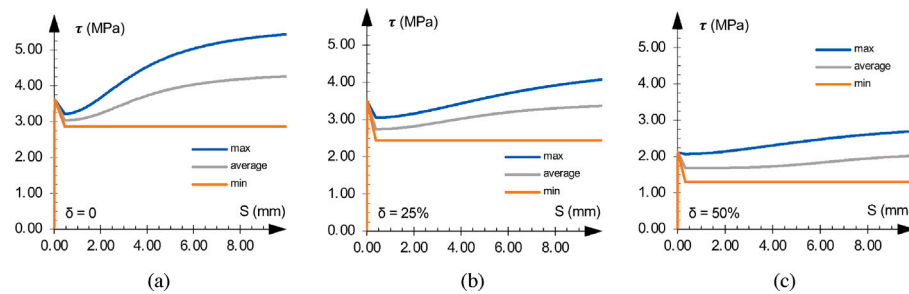 τ (MPa)
5.00
4.00
3.00
2.00
1.00
0.00
max
average
min
δ = 0
S (mm)
0.00 2.00 4.00 6.00 8.00
(a)
τ (MPa)
5.00
4.00
3.00
2.00
1.00
0.00
max
average
min
δ = 25%
S (mm)
0.00 2.00 4.00 6.00 8.00
(b)
τ (MPa)
5.00
4.00
3.00
2.00
1.00
0.00
max
average
min
δ = 50%
S (mm)
0.00 2.00 4.00 6.00 8.00
(c)